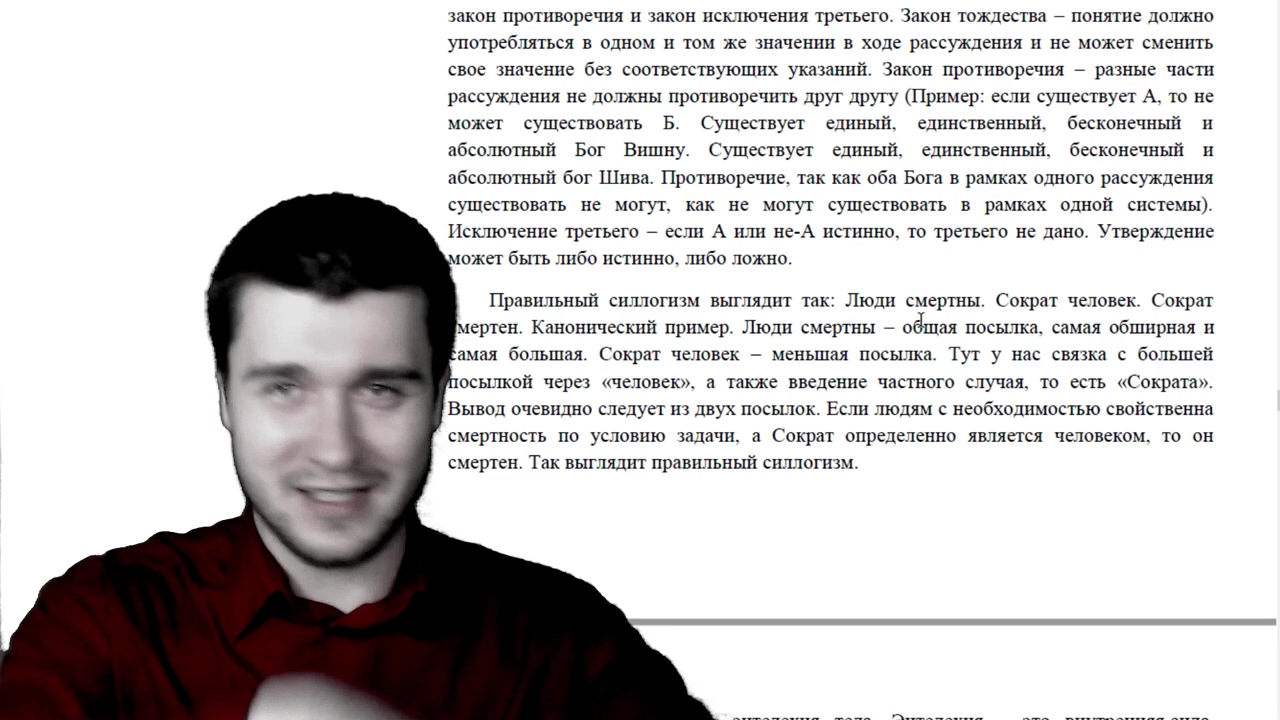 закон противоречия и закон исключения третьего. Закон тождества – понятие должно
употребляться в одном и том же значении в ходе рассуждения и не может сменить
свое значение без соответствующих указаний. Закон противоречия – разные части
рассуждения не должны противоречить друг другу (Пример: если существует А, то не
может существовать Б. Существует единый, единственный, бесконечный и
абсолютный Бог Вишну. Существует единый, единственный, бесконечный и
абсолютный бог Шива. Противоречие, так как оба Бога в рамках одного рассуждения
существовать не могут, как не могут существовать в рамках одной системы).
Исключение третьего – если А или не-А истинно, то третьего не дано. Утверждение
может быть либо истинно, либо ложно.
Правильный силлогизм выглядит так: Люди смертны. Сократ человек. Сократ
смертен. Канонический пример. Люди смертны – общая посылка, самая обширная и
самая большая. Сократ человек – меньшая посылка. Тут у нас связка с большей
посылкой через «человек», а также введение частного случая, то есть «Сократа».
Вывод очевидно следует из двух посылок. Если людям с необходимостью свойственна
смертность по условию задачи, а Сократ определенно является человеком, то он
смертен. Так выглядит правильный силлогизм.